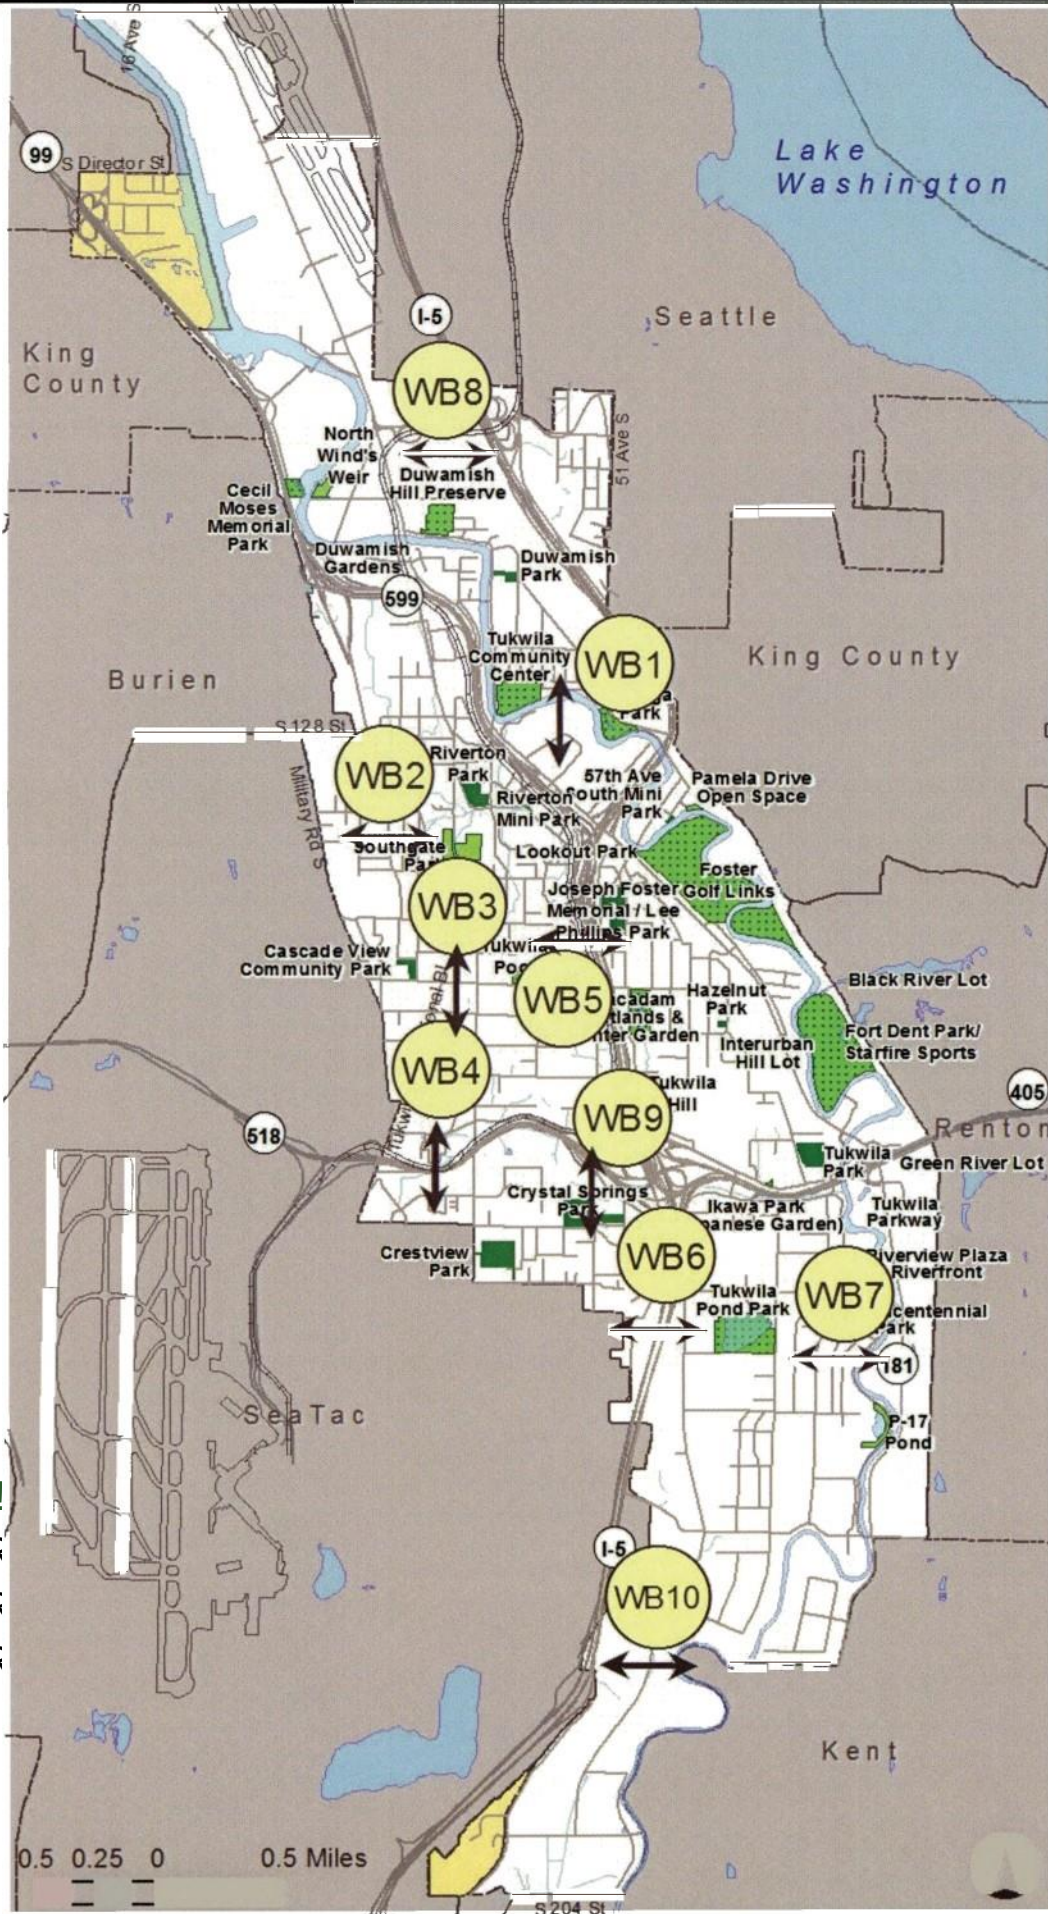 16 Ave S
99
S Director St
Lake
Washington
I-5
Seattle
King
County
WB8
51 Ave S
North
Wind's
Weir
Duwamish
Hill Preserve
Cecil
Moses
Memorial
Park
Duwamish
Gardens
Duwamish
Park
599
Tukwila
Community
Center
WB1
Park
King County
Burien
S 128 St
WB2
Military Rd S
Riverton
Park
Riverton
Mini Park
57th Ave
South Mini
Park
Pamela Drive
Open Space
Southgate
Park
Lookout Park
Foster
Golf Links
WB3
Joseph Foster
Memorial / Lee
Phillips Park
Cascade View
Community Park
Tukwila
WB5
Hazelnut
Park
Black River Lot
Interurban
Hill Lot
Fort Dent Park/
Starfire Sports
WB4
Tukwila
Hill
WB9
405
518
Renton
Tukwila
Park
Green River Lot
Crystal Springs
Park
Ikawa Park
Tukwila
Parkway
Crestview
Park
WB6
Riverview Plaza
Riverfront
WB7
Tukwila
Pond Park
Park
181
SeaTac
P-17
Pond
I-5
WB10
Kent
0.5 0.25 0 0.5 Miles
S 204 St